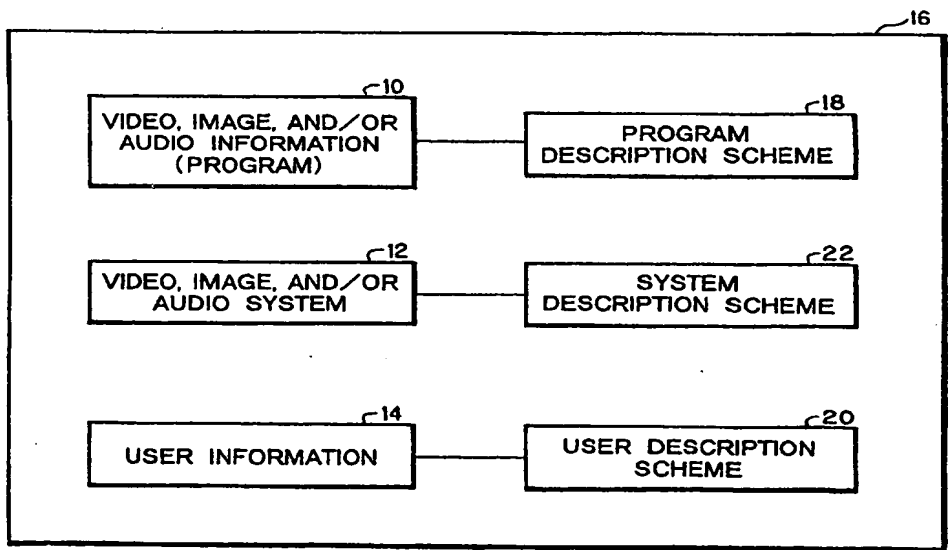 16
10
VIDEO, IMAGE, AND/OR
AUDIO INFORMATION
(PROGRAM)
18
PROGRAM
DESCRIPTION SCHEME
12
VIDEO, IMAGE, AND/OR
AUDIO SYSTEM
22
SYSTEM
DESCRIPTION SCHEME
14
USER INFORMATION
20
USER DESCRIPTION
SCHEME